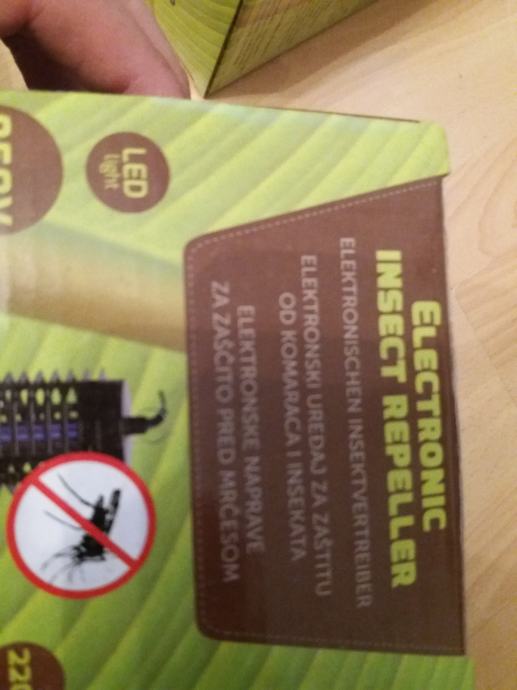 ELECTRONIC
INSECT REPELLER
ELEKTRONISCHEN INSEKTVERTREIBER
ELEKTRONSKI UREĐAJ ZA ZAŠTITU
OD KOMARACA I INSEKATA
ELEKTRONSKE NAPRAVE
ZA ZAŠČITO PRED MRČESOM
LED
light